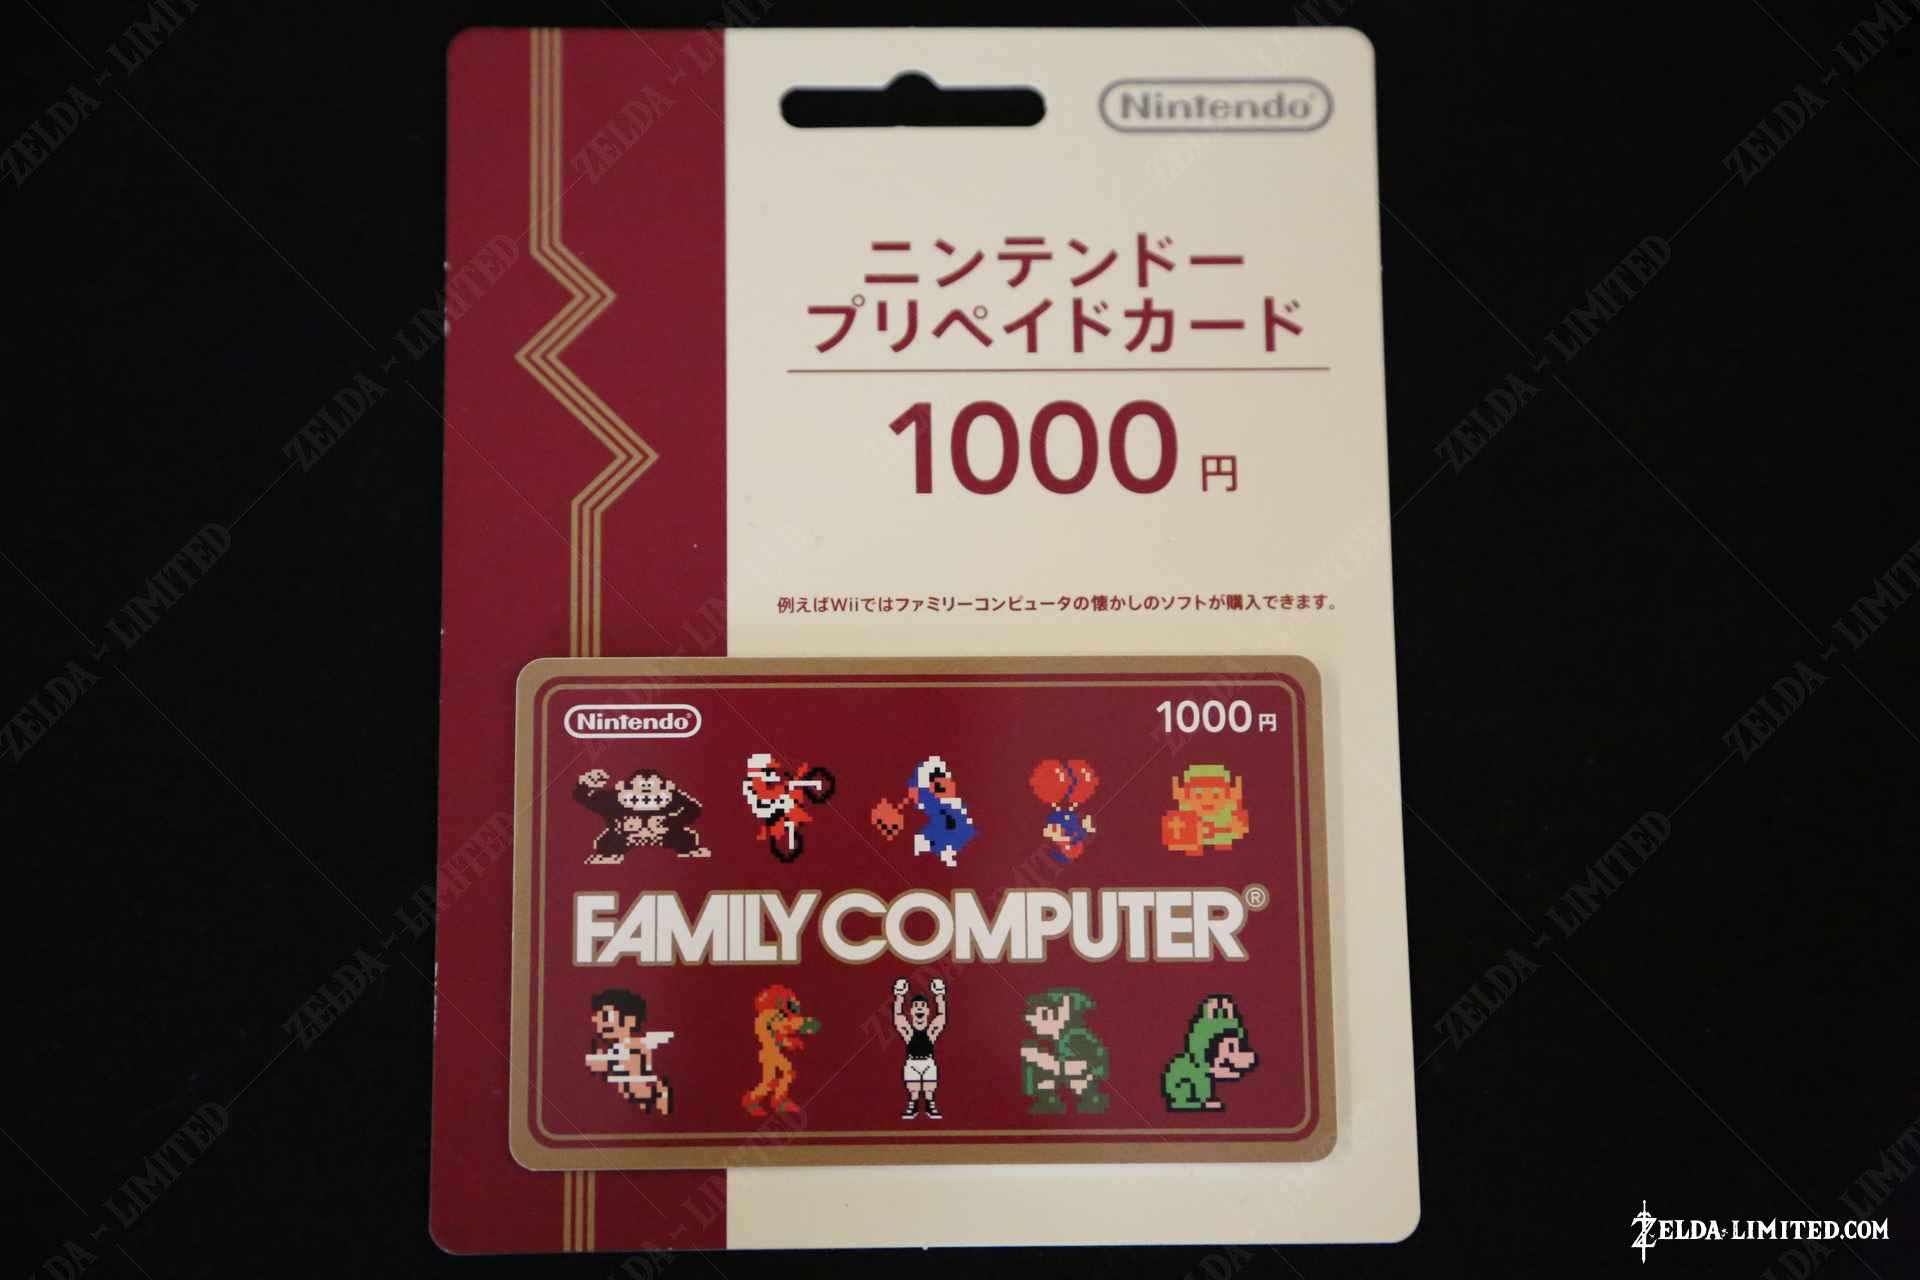 Nintendo®
ニンテンドー
プリペイドカード
1000円
例えばWiiではファミリーコンピュータの懐かしのソフトが購入できます。
Nintendo®
1000円
FAMILY COMPUTER®
ZELDA-LIMITED.COM
ZELDA - LIMITED